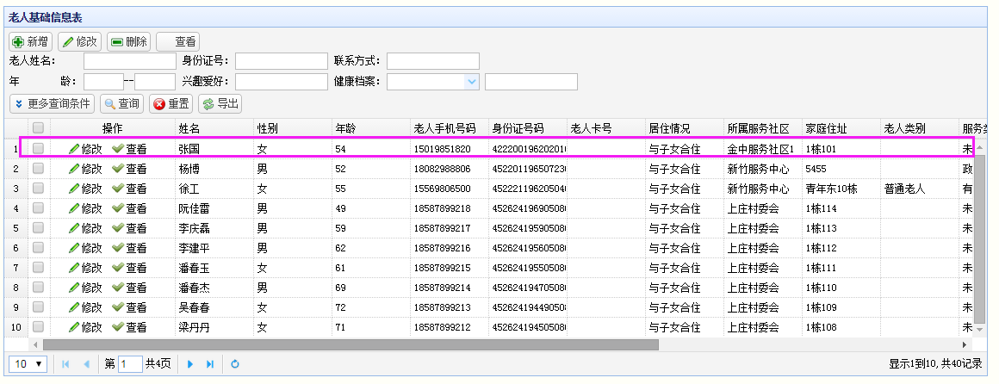 老人基础信息表
新增 修改 删除 查看
老人姓名: 身份证号: 联系方式:
年 龄: -- 兴趣爱好: 健康档案:
更多查询条件 查询 重置 导出
操作 姓名 性别 年龄 老人手机号码 身份证号码 老人卡号 居住情况 所属服务社区 家庭住址 老人类别 服务类
1 修改 查看 张国 女 54 15019851820 42220019620201 与子女合住 金中服务社区1 1栋101 未
2 修改 查看 杨博 男 52 18082988806 45220119650723 与子女合住 新竹服务中心 5455 政
3 修改 查看 徐工 女 55 15569806500 45222119620504 与子女合住 新竹服务中心 青年东10栋 普通老人 有
4 修改 查看 阮佳雷 男 49 18587899218 45262419690508 与子女合住 上庄村委会 1栋114 未
5 修改 查看 李庆磊 男 59 18587899217 45262419590508 与子女合住 上庄村委会 1栋113 未
6 修改 查看 李建平 男 62 18587899216 45262419560508 与子女合住 上庄村委会 1栋112 未
7 修改 查看 潘春玉 女 61 18587899215 45262419550508 与子女合住 上庄村委会 1栋111 未
8 修改 查看 潘春杰 男 69 18587899214 45262419470508 与子女合住 上庄村委会 1栋110 未
9 修改 查看 吴春春 女 72 18587899213 45262419449050 与子女合住 上庄村委会 1栋109 未
10 修改 查看 梁丹丹 女 71 18587899212 45262419450508 与子女合住 上庄村委会 1栋108 未
10 第 1 共4页 显示1到10, 共40记录